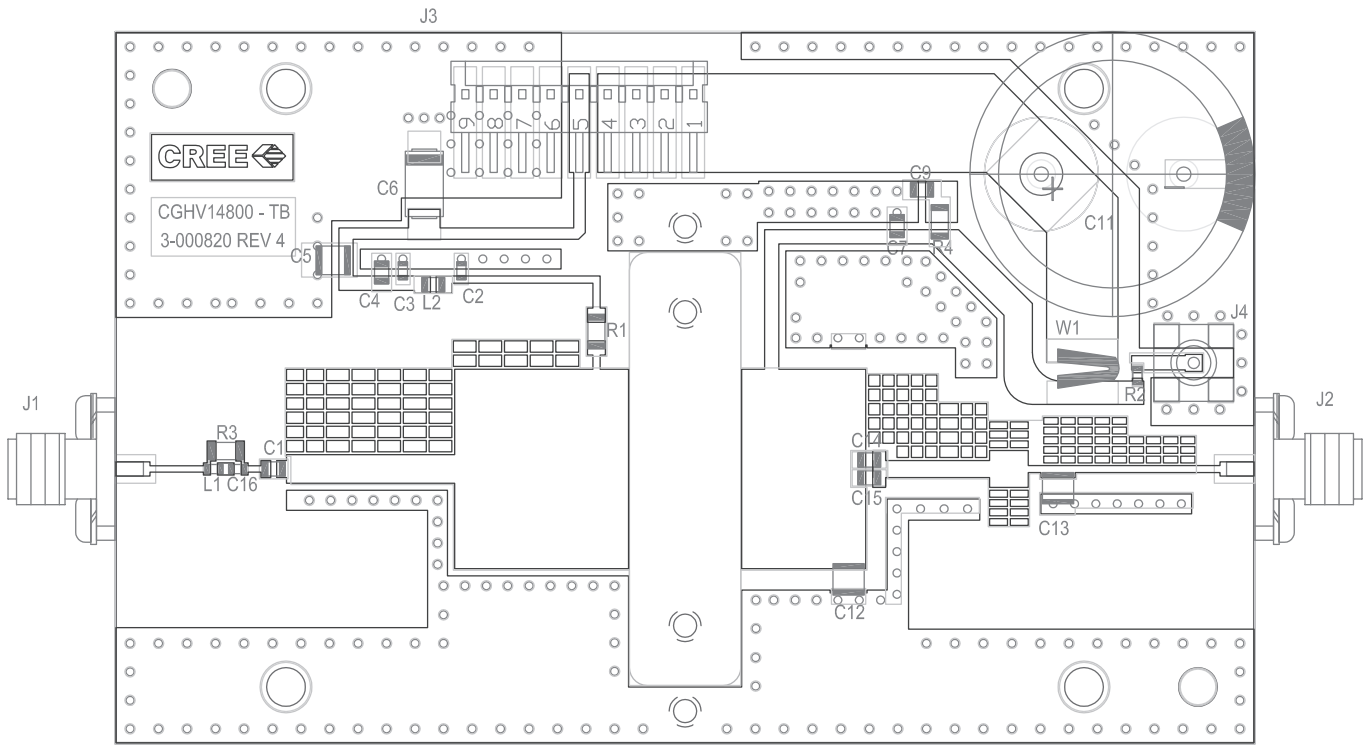 J3
9 8 7 6 5 4 3 2 1
CREE
CGHV14800 - TB
3-000820 REV 4
C6
C9
C7
R4
C11
C5
C4
C3
L2
C2
R1
W1
J4
R2
J1
J2
R3
C1
L1
C16
C14
C15
C13
C12